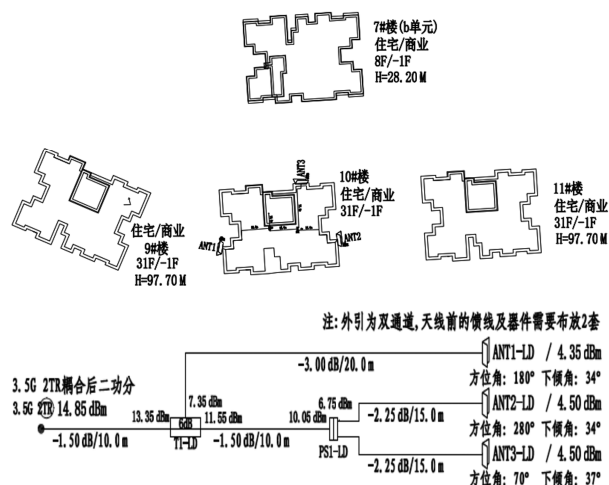 7#楼(b单元)
住宅/商业
8F/-1F
H=28.20M
ANT3
10#楼
住宅/商业
31F/-1F
11#楼
住宅/商业
31F/-1F
H=97.70M
住宅/商业
9#楼
31F/-1F
H=97.70M
ANT1
ANT2
注:外引为双通道,天线前的馈线及器件需要布放2套
-3.00dB/20.0m
ANT1-LD / 4.35dBm
方位角: 180° 下倾角: 34°
3.5G 2TR耦合后二功分
3.5G 2TR 14.85dBm
7.35dBm
13.35dBm
6dB
11.55dBm
-1.50dB/10.0m
T1-LD
-1.50dB/10.0m
10.05dBm
6.75dBm
PS1-LD
-2.25dB/15.0m
ANT2-LD / 4.50dBm
方位角: 280° 下倾角: 34°
-2.25dB/15.0m
ANT3-LD / 4.50dBm
方位角: 70° 下倾角: 37°